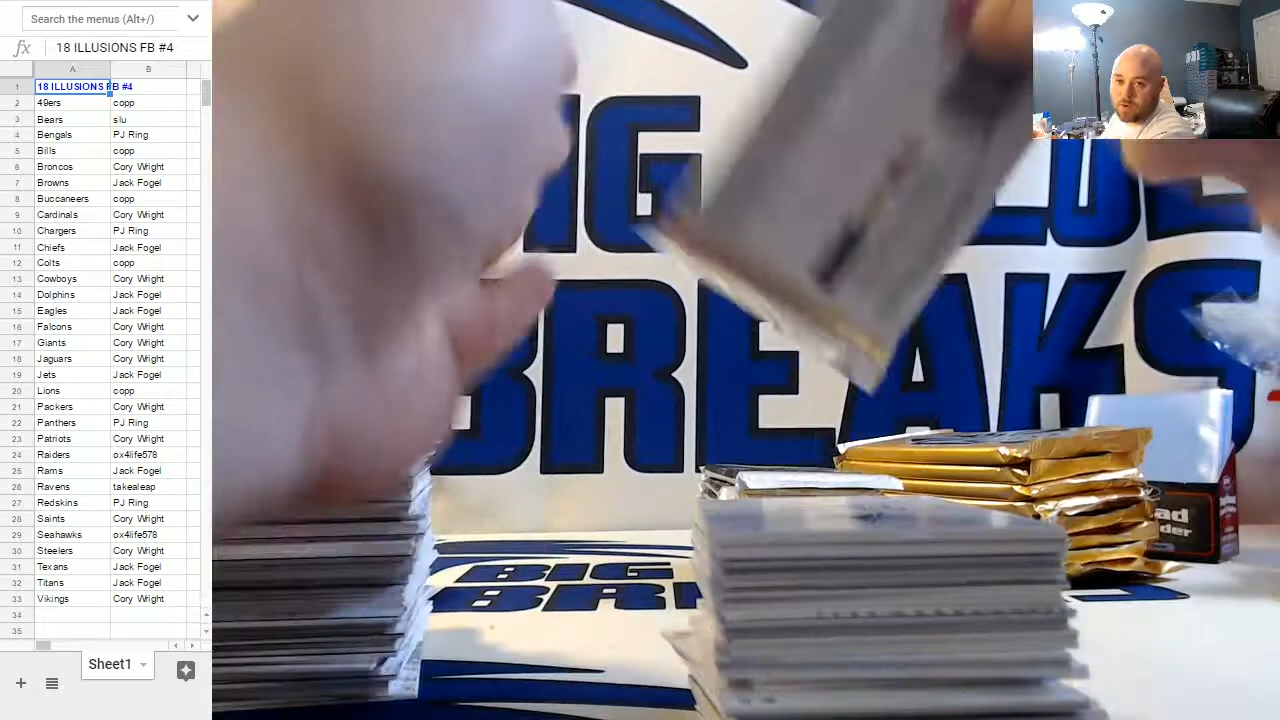 Search the menus (Alt+/)
fx 18 ILLUSIONS FB #4
A B
1 18 ILLUSIONS FB #4
2 49ers copp
3 Bears slu
4 Bengals PJ Ring
5 Bills copp
6 Broncos Cory Wright
7 Browns Jack Fogel
8 Buccaneers copp
9 Cardinals Cory Wright
10 Chargers PJ Ring
11 Chiefs Jack Fogel
12 Colts copp
13 Cowboys Cory Wright
14 Dolphins Jack Fogel
15 Eagles Jack Fogel
16 Falcons Cory Wright
17 Giants Cory Wright
18 Jaguars Cory Wright
19 Jets Jack Fogel
20 Lions copp
21 Packers Cory Wright
22 Panthers PJ Ring
23 Patriots Cory Wright
24 Raiders ox4life578
25 Rams Jack Fogel
26 Ravens takesleap
27 Redskins PJ Ring
28 Saints Cory Wright
29 Seahawks ox4life578
30 Steelers Cory Wright
31 Texans Jack Fogel
32 Titans Jack Fogel
33 Vikings Cory Wright
34
35
Sheet1
BIG
BREAKS
BIG
BR